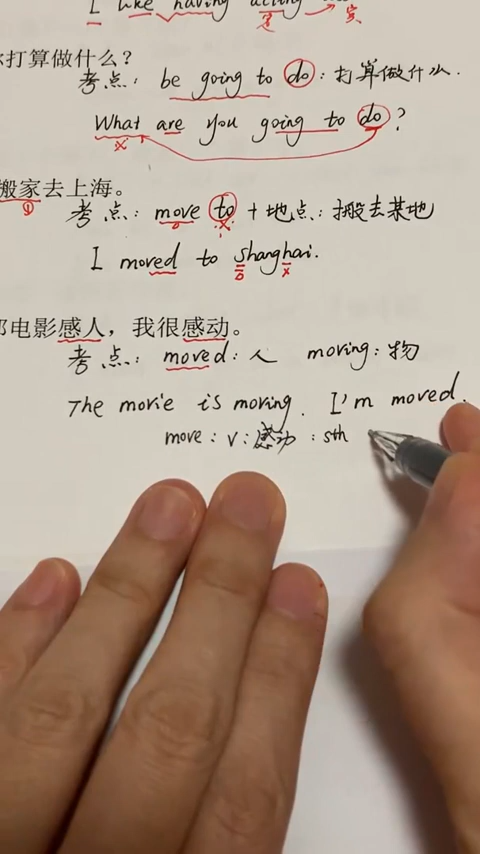 I like having acting
你打算做什么？
考点：be going to do：打算做什么.
What are you going to do?
搬家去上海。
考点：move to + 地点：搬去某地
I moved to shanghai.
那电影感人，我很感动。
考点：moved：人 moving：物
The movie is moving. I'm moved.
move：v：感动：sth